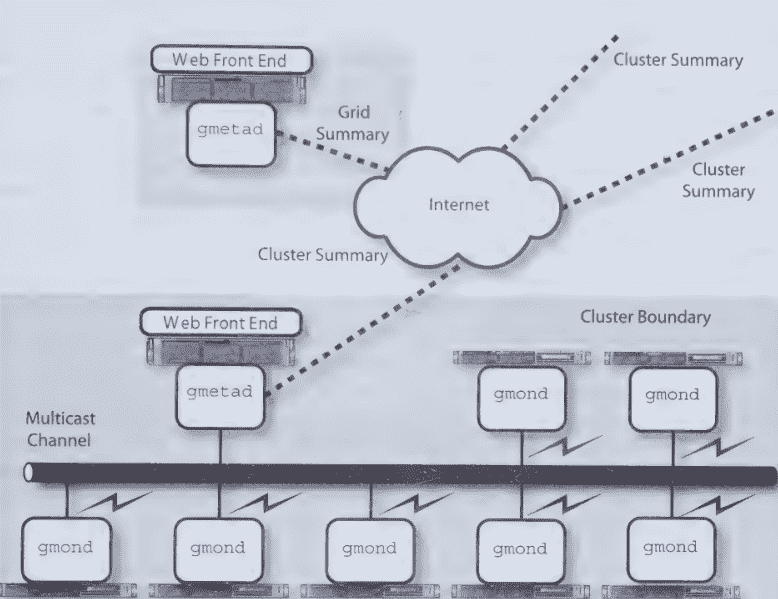 Web Front End
gmetad
Grid
Summary
Cluster Summary
Cluster
Summary
Internet
Cluster Summary
Web Front End
gmetad
Cluster Boundary
gmond
gmond
Multicast
Channel
gmond
gmond
gmond
gmond
gmond